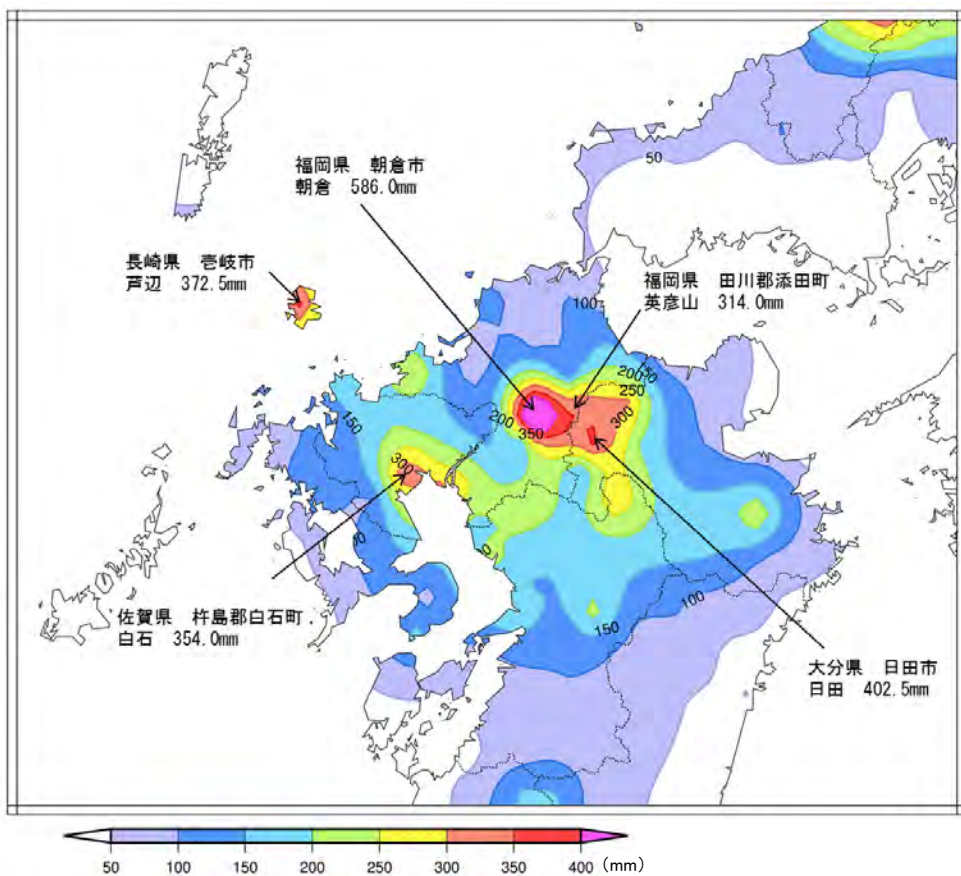 50
福岡県　朝倉市
朝倉　586.0mm
長崎県　壱岐市
芦辺　372.5mm
福岡県　田川郡添田町
英彦山　314.0mm
100
150
200
250
150
200
350
300
300
100
150
佐賀県　杵島郡白石町
白石　354.0mm
大分県　日田市
日田　402.5mm
50 100 150 200 250 300 350 400 (mm)